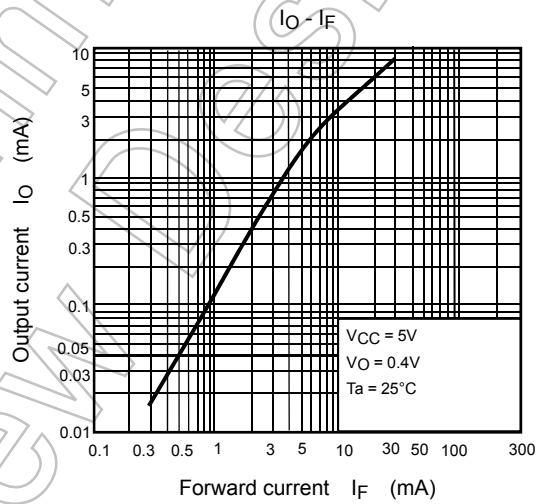 IO - IF
10
5
3
1
0.5
0.3
0.1
0.05
0.03
0.01
Output current IO (mA)
VCC = 5V
VO = 0.4V
Ta = 25°C
0.1 0.3 0.5 1 3 5 10 30 50 100 300
Forward current IF (mA)